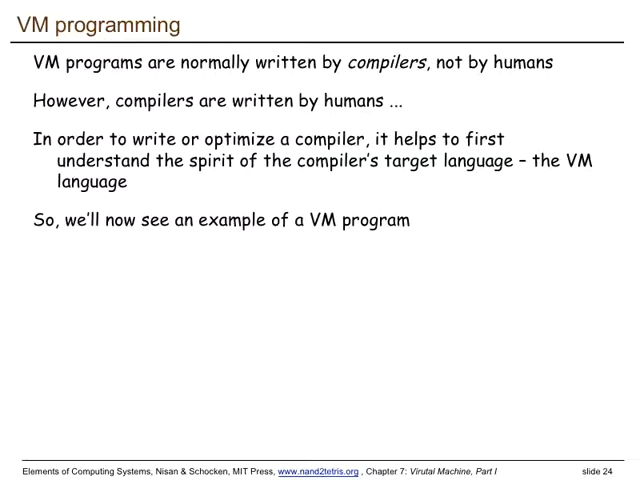 VM programming
VM programs are normally written by compilers, not by humans
However, compilers are written by humans ...
In order to write or optimize a compiler, it helps to first
understand the spirit of the compiler's target language – the VM
language
So, we'll now see an example of a VM program
Elements of Computing Systems, Nisan & Schocken, MIT Press, www.nand2tetris.org , Chapter 7: Virutal Machine, Part I slide 24